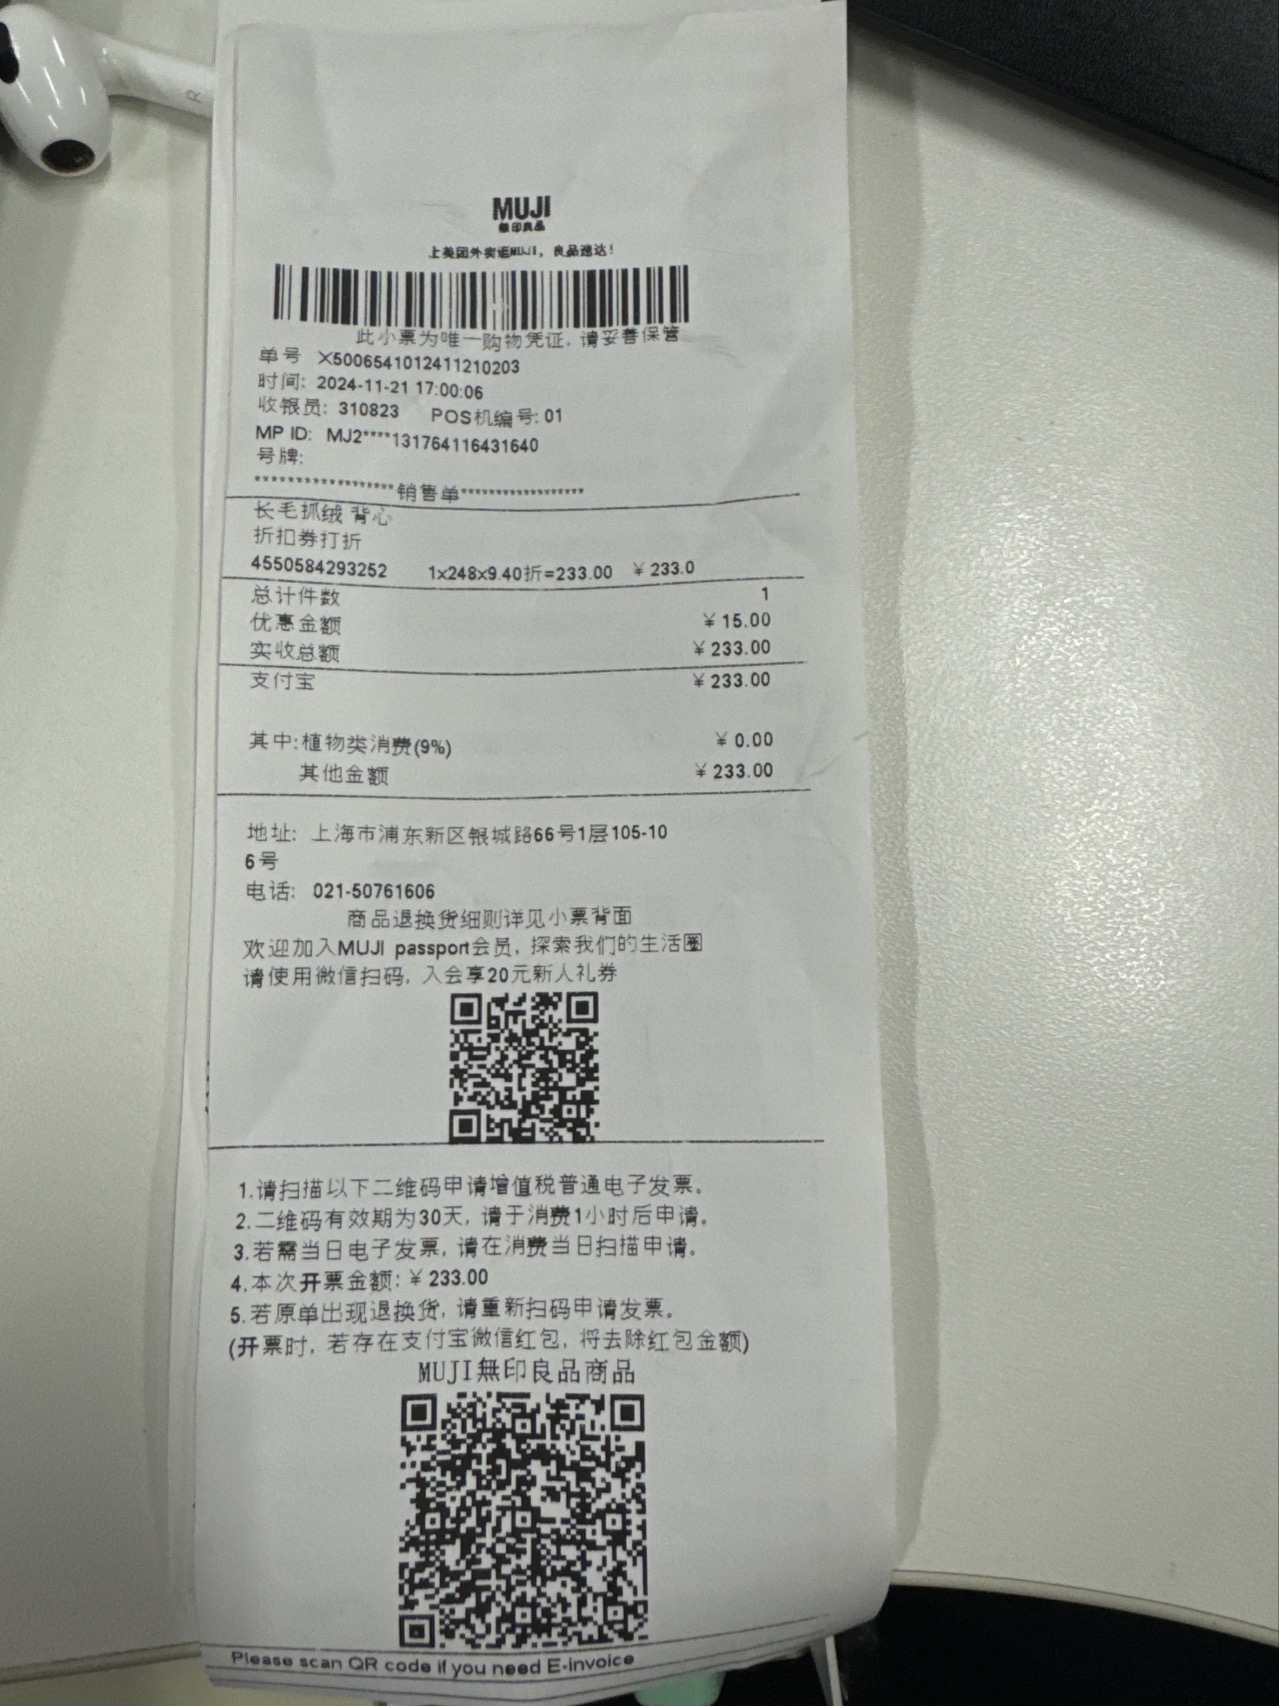 R
MUJI
無印良品
上美团外卖逛MUJI，良品速达！
此小票为唯一购物凭证，请妥善保管
单号 X5006541012411210203
时间: 2024-11-21 17:00:06
收银员: 310823 POS机编号: 01
MP ID: MJ2****131764116431640
号牌:
******************销售单******************
长毛抓绒 背心
折扣券打折
4550584293252 1x248x9.40折=233.00 ￥233.0
总计件数 1
优惠金额 ￥15.00
实收总额 ￥233.00
支付宝 ￥233.00
其中:植物类消费(9%) ￥0.00
其他金额 ￥233.00
地址: 上海市浦东新区银城路66号1层105-10
6号
电话: 021-50761606
商品退换货细则详见小票背面
欢迎加入MUJI passport会员, 探索我们的生活圈
请使用微信扫码, 入会享20元新人礼券
1.请扫描以下二维码申请增值税普通电子发票。
2.二维码有效期为30天, 请于消费1小时后申请。
3.若需当日电子发票, 请在消费当日扫描申请。
4.本次开票金额: ￥233.00
5.若原单出现退换货, 请重新扫码申请发票。
(开票时, 若存在支付宝微信红包, 将去除红包金额)
MUJI無印良品商品
Please scan QR code if you need E-invoice